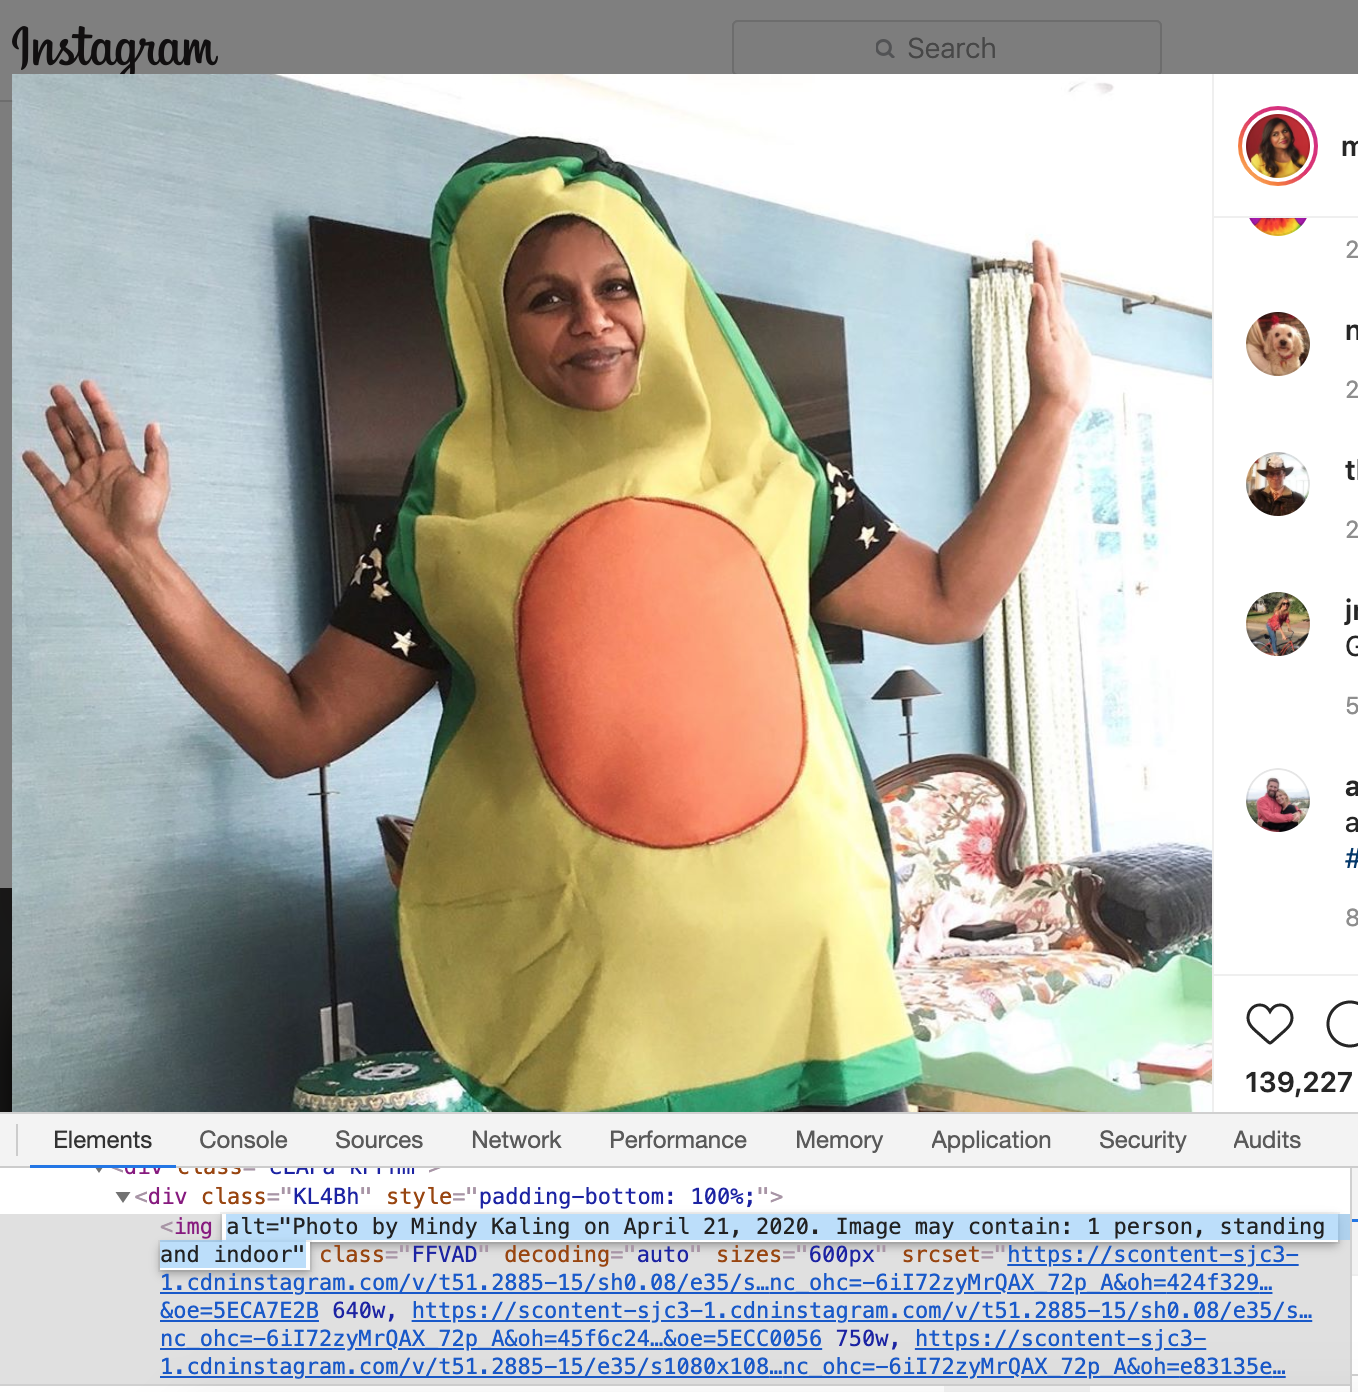 Instagram
Search
m
2
n
2
th
2
jr
G
5
a
a
#
8
139,227
Elements Console Sources Network Performance Memory Application Security Audits
▼<div class="KL4Bh" style="padding-bottom: 100%;">
<img alt="Photo by Mindy Kaling on April 21, 2020. Image may contain: 1 person, standing
and indoor" class="FFVAD" decoding="auto" sizes="600px" srcset="https://scontent-sjc3-
1.cdninstagram.com/v/t51.2885-15/sh0.08/e35/s…nc_ohc=-6iI72zyMrQAX_72p_A&oh=424f329…
&oe=5ECA7E2B 640w, https://scontent-sjc3-1.cdninstagram.com/v/t51.2885-15/sh0.08/e35/s…
nc_ohc=-6iI72zyMrQAX_72p_A&oh=45f6c24…&oe=5ECC0056 750w, https://scontent-sjc3-
1.cdninstagram.com/v/t51.2885-15/e35/s1080x108…nc_ohc=-6iI72zyMrQAX_72p_A&oh=e83135e…